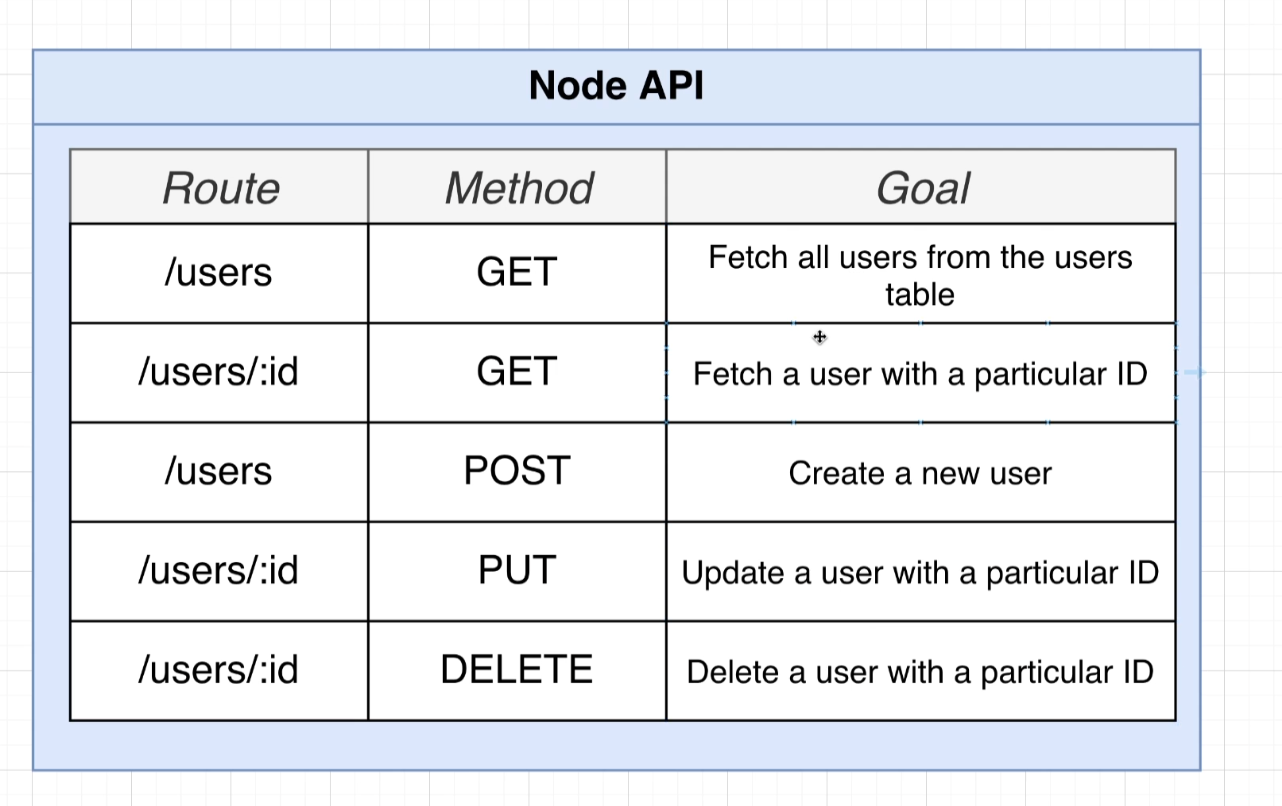 Node API
Route Method Goal
/users GET Fetch all users from the users
table
/users/:id GET Fetch a user with a particular ID
/users POST Create a new user
/users/:id PUT Update a user with a particular ID
/users/:id DELETE Delete a user with a particular ID